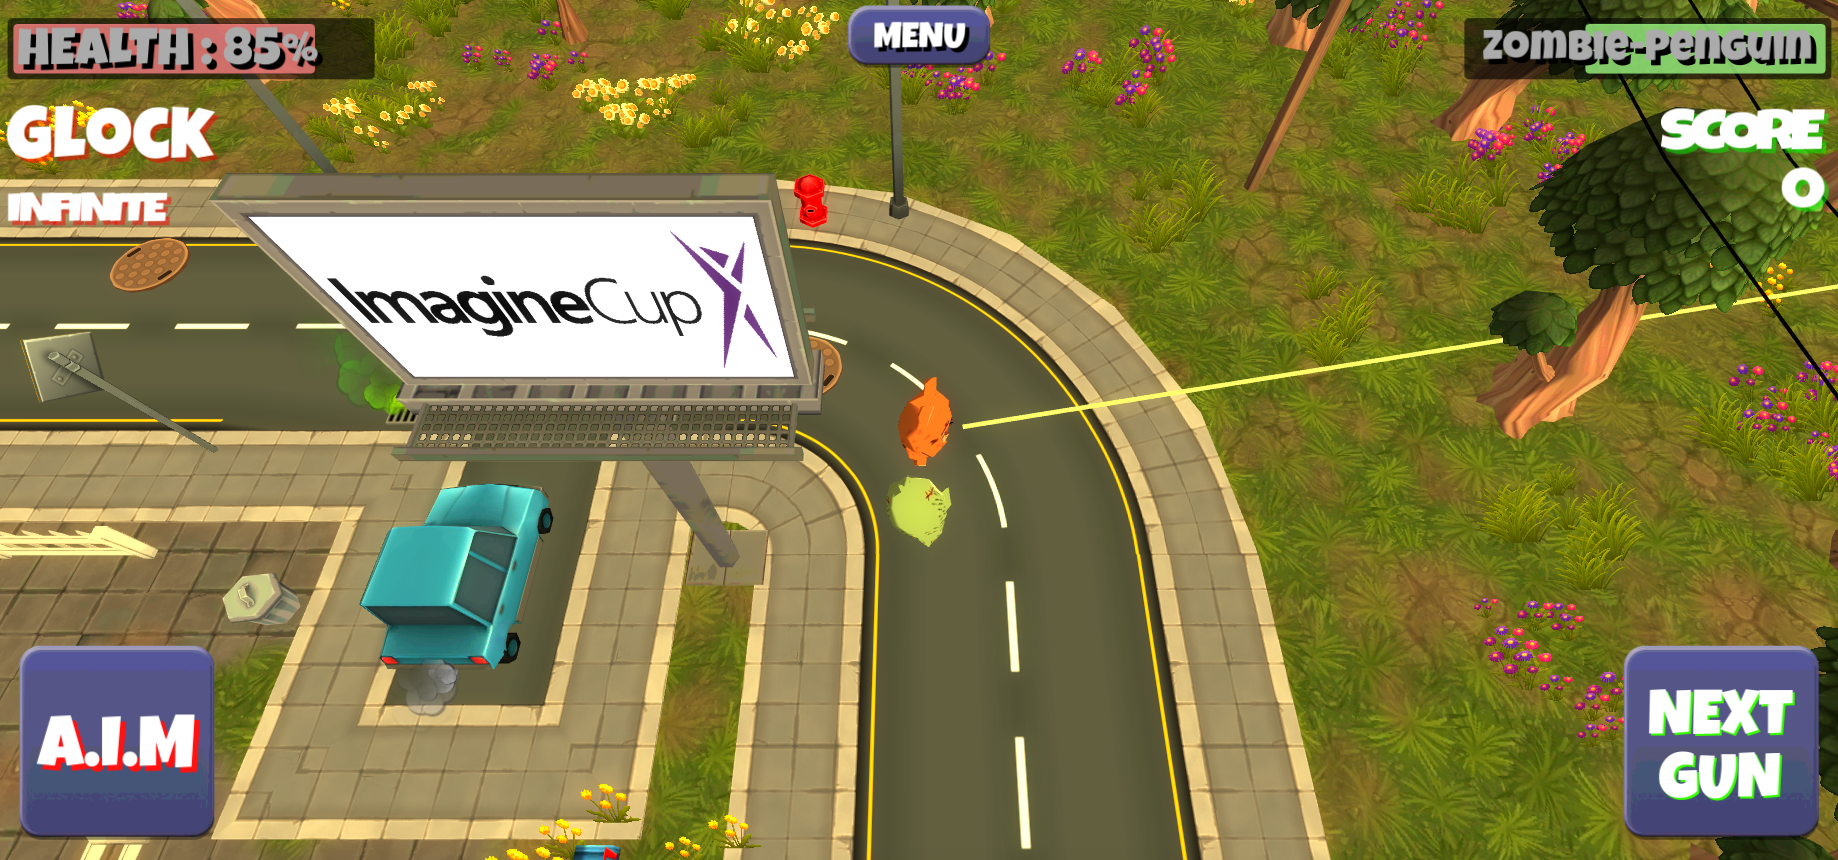 HEALTH : 85%
MENU
ZOMBIE-PENGUIN
GLOCK
SCORE
INFINITE
0
ImagineCup
A.I.M
NEXT
GUN